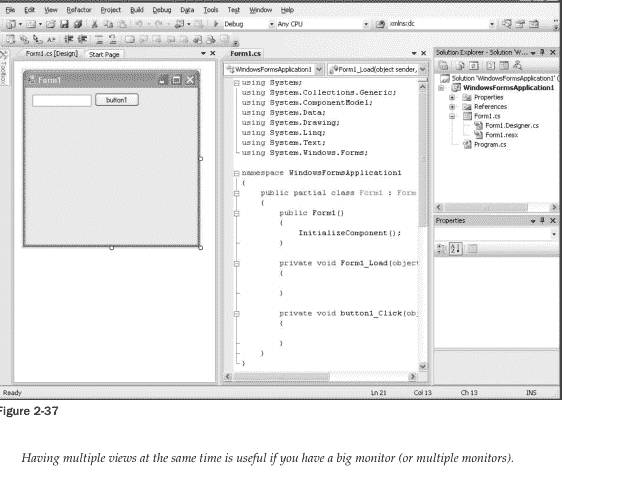 File Edit View Refactor Project Build Debug Data Tools Test Window Help
Debug Any CPU xmlns:dc
Form1.cs [Design] Start Page
Form1.cs
Solution Explorer - Solution 'W...
Toolbox
Form1
button1
WindowsFormsApplication1
Form1_Load(object sender,
using System;
using System.Collections.Generic;
using System.ComponentModel;
using System.Data;
using System.Drawing;
using System.Linq;
using System.Text;
using System.Windows.Forms;
namespace WindowsFormsApplication1
{
public partial class Form1 : Form
{
public Form1()
{
InitializeComponent();
}
private void Form1_Load(object
{
}
private void button1_Click(obj
{
}
}
}
Solution 'WindowsFormsApplication1' (
WindowsFormsApplication1
Properties
References
Form1.cs
Form1.Designer.cs
Form1.resx
Program.cs
Properties
Ready Ln 21 Col 13 Ch 13 INS
Figure 2-37
Having multiple views at the same time is useful if you have a big monitor (or multiple monitors).